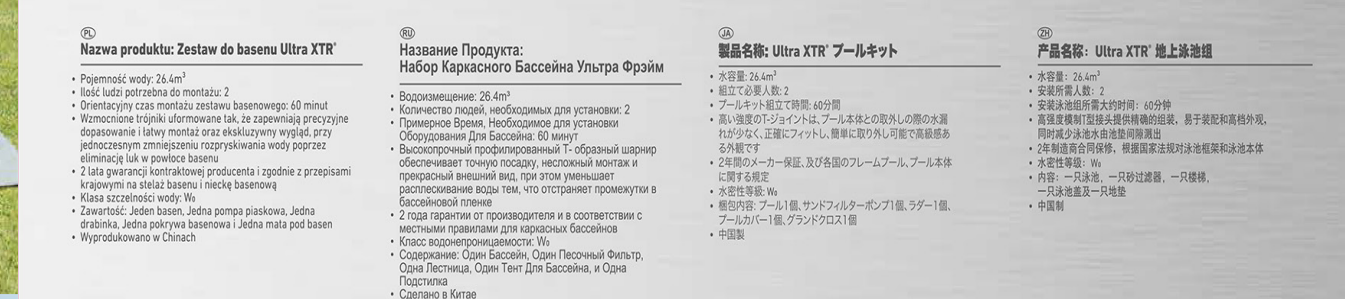 PL
Nazwa produktu: Zestaw do basenu Ultra XTR®
• Pojemność wody: 26.4m³
• Ilość ludzi potrzebna do montażu: 2
• Orientacyjny czas montażu zestawu basenowego: 60 minut
• Wzmocnione trójniki uformowane tak, że zapewniają precyzyjne
dopasowanie i łatwy montaż oraz ekskluzywny wygląd, przy
jednoczesnym zmniejszeniu rozpryskiwania wody poprzez
eliminację luk w powłoce basenu
• 2 lata gwarancji kontraktowej producenta i zgodnie z przepisami
krajowymi na stelaż basenu i nieckę basenową
• Klasa szczelności wody: W₀
• Zawartość: Jeden basen, Jedna pompa piaskowa, Jedna
drabinka, Jedna pokrywa basenowa i Jedna mata pod basen
• Wyprodukowano w Chinach
RU
Название Продукта:
Набор Каркасного Бассейна Ультра Фрэйм
• Водоизмещение: 26.4m³
• Количество людей, необходимых для установки: 2
• Примерное Время, Необходимое для установки
Оборудования Для Бассейна: 60 минут
• Высокопрочный профилированный Т- образный шарнир
обеспечивает точную посадку, несложный монтаж и
прекрасный внешний вид, при этом уменьшает
расплескивание воды тем, что отстраняет промежутки в
бассейновой пленке
• 2 года гарантии от производителя и в соответствии с
местными правилами для каркасных бассейнов
• Класс водонепроницаемости: W₀
• Содержание: Один Бассейн, Один Песочный Фильтр,
Одна Лестница, Один Тент Для Бассейна, и Одна
Подстилка
• Сделано в Китае
JA
製品名称: Ultra XTR® プールキット
• 水容量: 26.4m³
• 組立て必要人数: 2
• プールキット組立て時間: 60分間
• 高い強度のT-ジョイントは、プール本体との取外しの際の水漏
れが少なく、正確にフィットし、簡単に取り外し可能で高級感あ
る外観です
• 2年間のメーカー保証、及び各国のフレームプール、プール本体
に関する規定
• 水密性等級: W₀
• 梱包内容: プール1個、サンドフィルターポンプ1個、ラダー1個、
プールカバー1個、グランドクロス1個
• 中国製
ZH
产品名称：Ultra XTR® 地上泳池组
• 水容量：26.4m³
• 安装所需人数：2
• 安装泳池组所需大约时间：60分钟
• 高强度模制T型接头提供精确的组装，易于装配和高档外观，
同时减少泳池水由池垫间隙溅出
• 2年制造商合同保修，根据国家法规对泳池框架和泳池本体
• 水密性等级：W₀
• 内容：一只泳池、一只砂过滤器、一只楼梯，
一只泳池盖及一只地垫
• 中国制